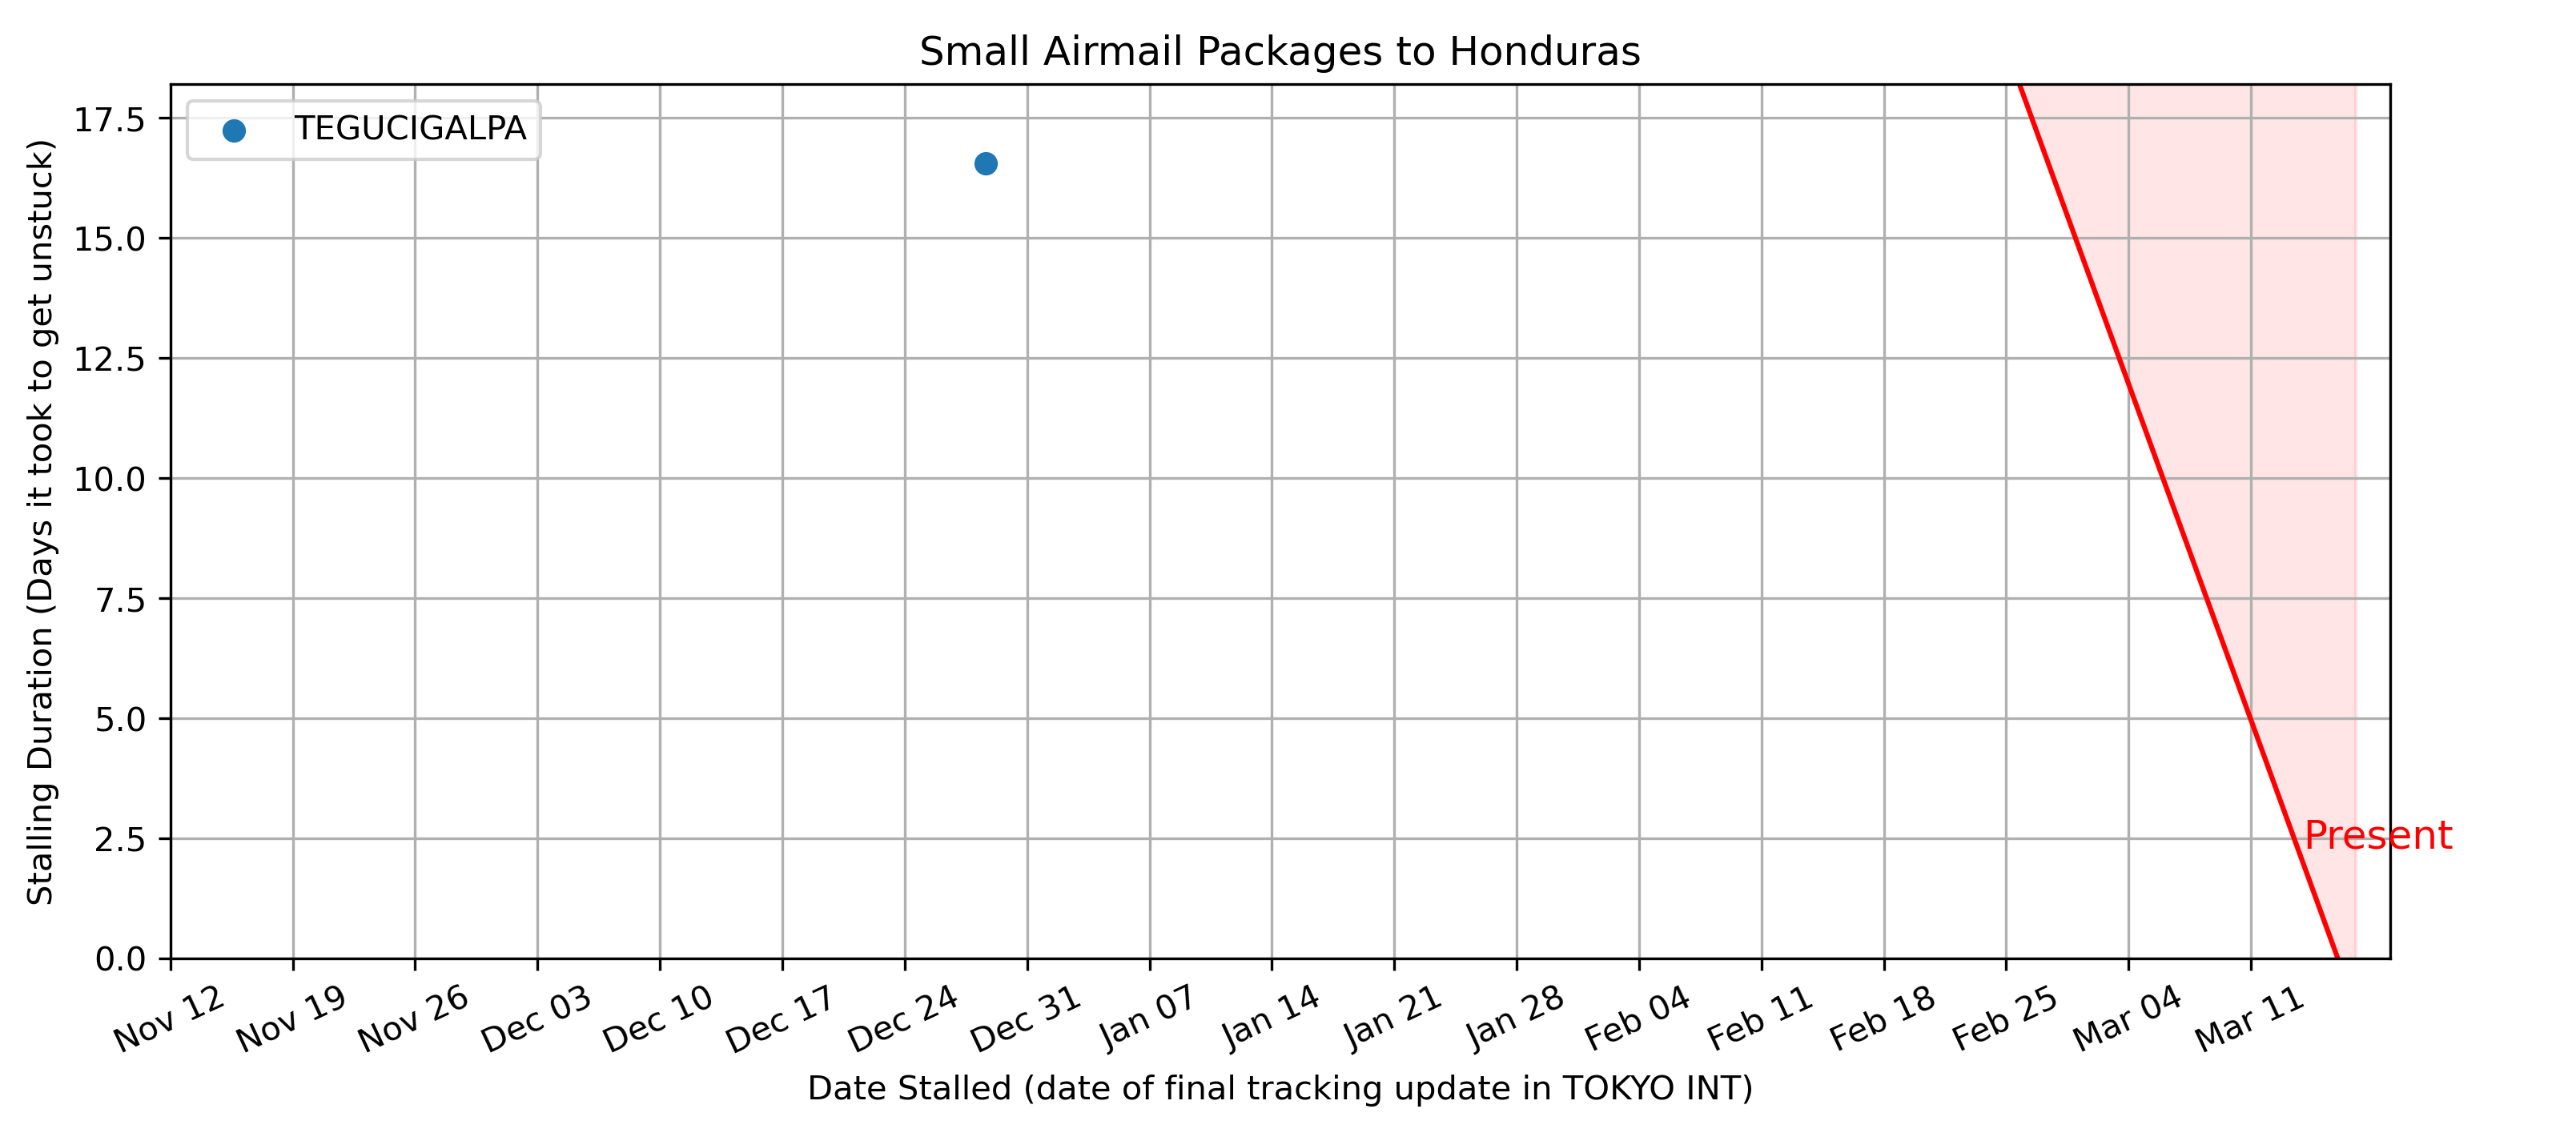 Small Airmail Packages to Honduras
TEGUCIGALPA
Stalling Duration (Days it took to get unstuck)
17.5
15.0
12.5
10.0
7.5
5.0
2.5
0.0
Present
Nov 12
Nov 19
Nov 26
Dec 03
Dec 10
Dec 17
Dec 24
Dec 31
Jan 07
Jan 14
Jan 21
Jan 28
Feb 04
Feb 11
Feb 18
Feb 25
Mar 04
Mar 11
Date Stalled (date of final tracking update in TOKYO INT)